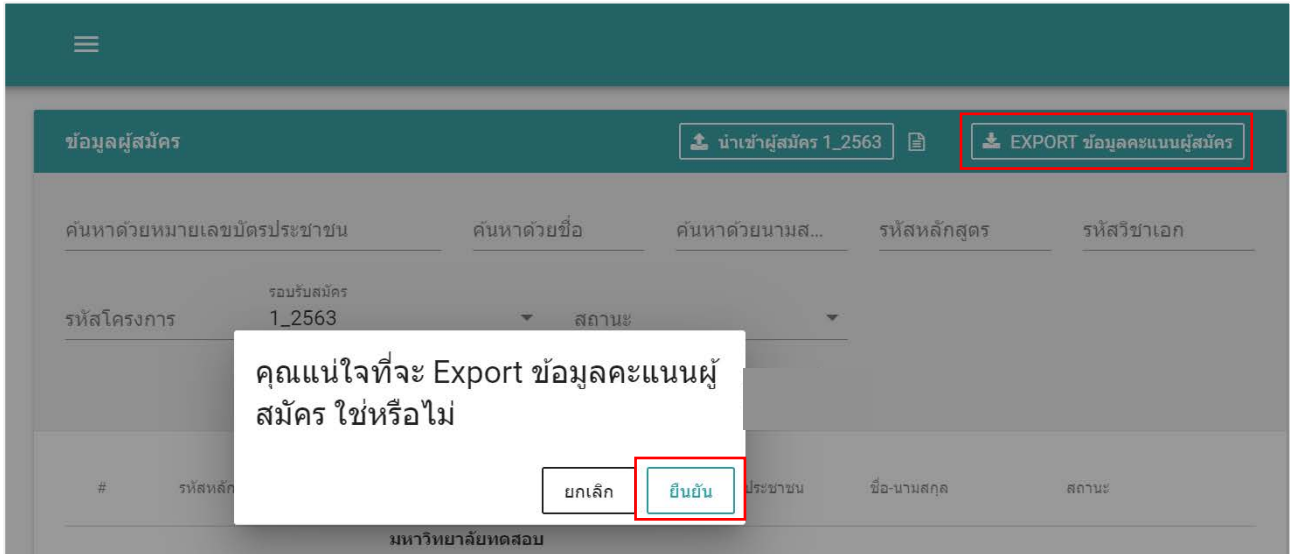 ข้อมูลผู้สมัคร นำเข้าผู้สมัคร 1_2563 EXPORT ข้อมูลคะแนนผู้สมัคร
ค้นหาด้วยหมายเลขบัตรประชาชน ค้นหาด้วยชื่อ ค้นหาด้วยนามส... รหัสหลักสูตร รหัสวิชาเอก
รอบรับสมัคร
รหัสโครงการ 1_2563 สถานะ
คุณแน่ใจที่จะ Export ข้อมูลคะแนนผู้
สมัคร ใช่หรือไม่
ยกเลิก ยืนยัน
# รหัสหลัก ประชาชน ชื่อ-นามสกุล สถานะ
มหาวิทยาลัยทดสอบ